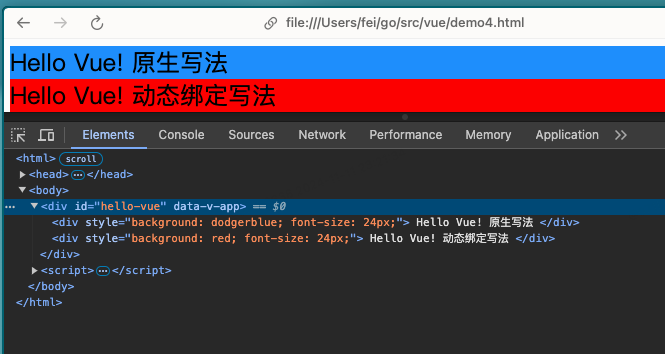 file:///Users/fei/go/src/vue/demo4.html
Hello Vue! 原生写法
Hello Vue! 动态绑定写法
Elements Console Sources Network Performance Memory Application
<html> scroll
<head> </head>
<body>
<div id="hello-vue" data-v-app> == $0
<div style="background: dodgerblue; font-size: 24px;"> Hello Vue! 原生写法 </div>
<div style="background: red; font-size: 24px;"> Hello Vue! 动态绑定写法 </div>
</div>
<script> </script>
</body>
</html>